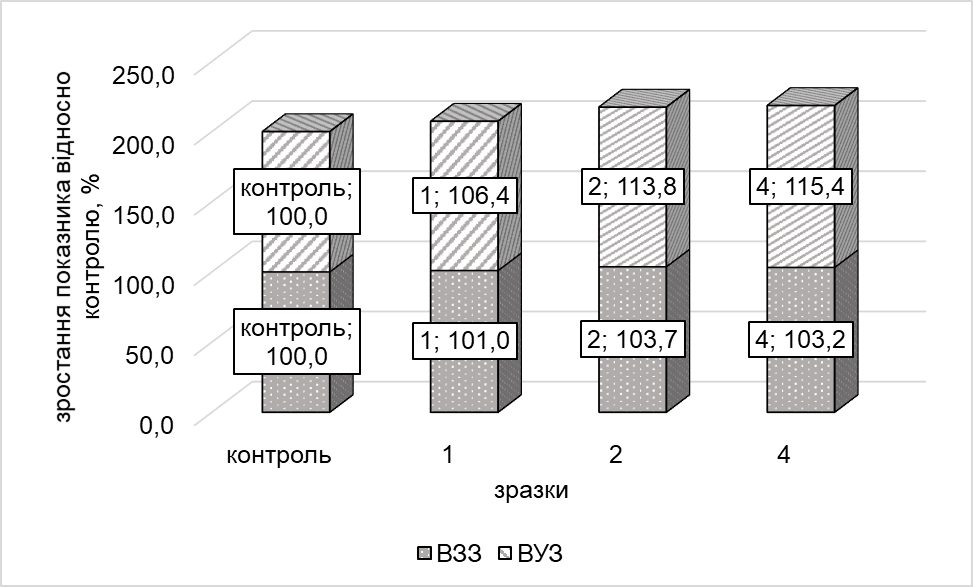 зростання показника відносно
контролю, %
250,0
200,0
150,0
100,0
50,0
0,0
контроль;
100,0
1; 106,4
2; 113,8
4; 115,4
контроль;
100,0
1; 101,0
2; 103,7
4; 103,2
контроль
1
2
4
зразки
ВЗЗ
ВУЗ